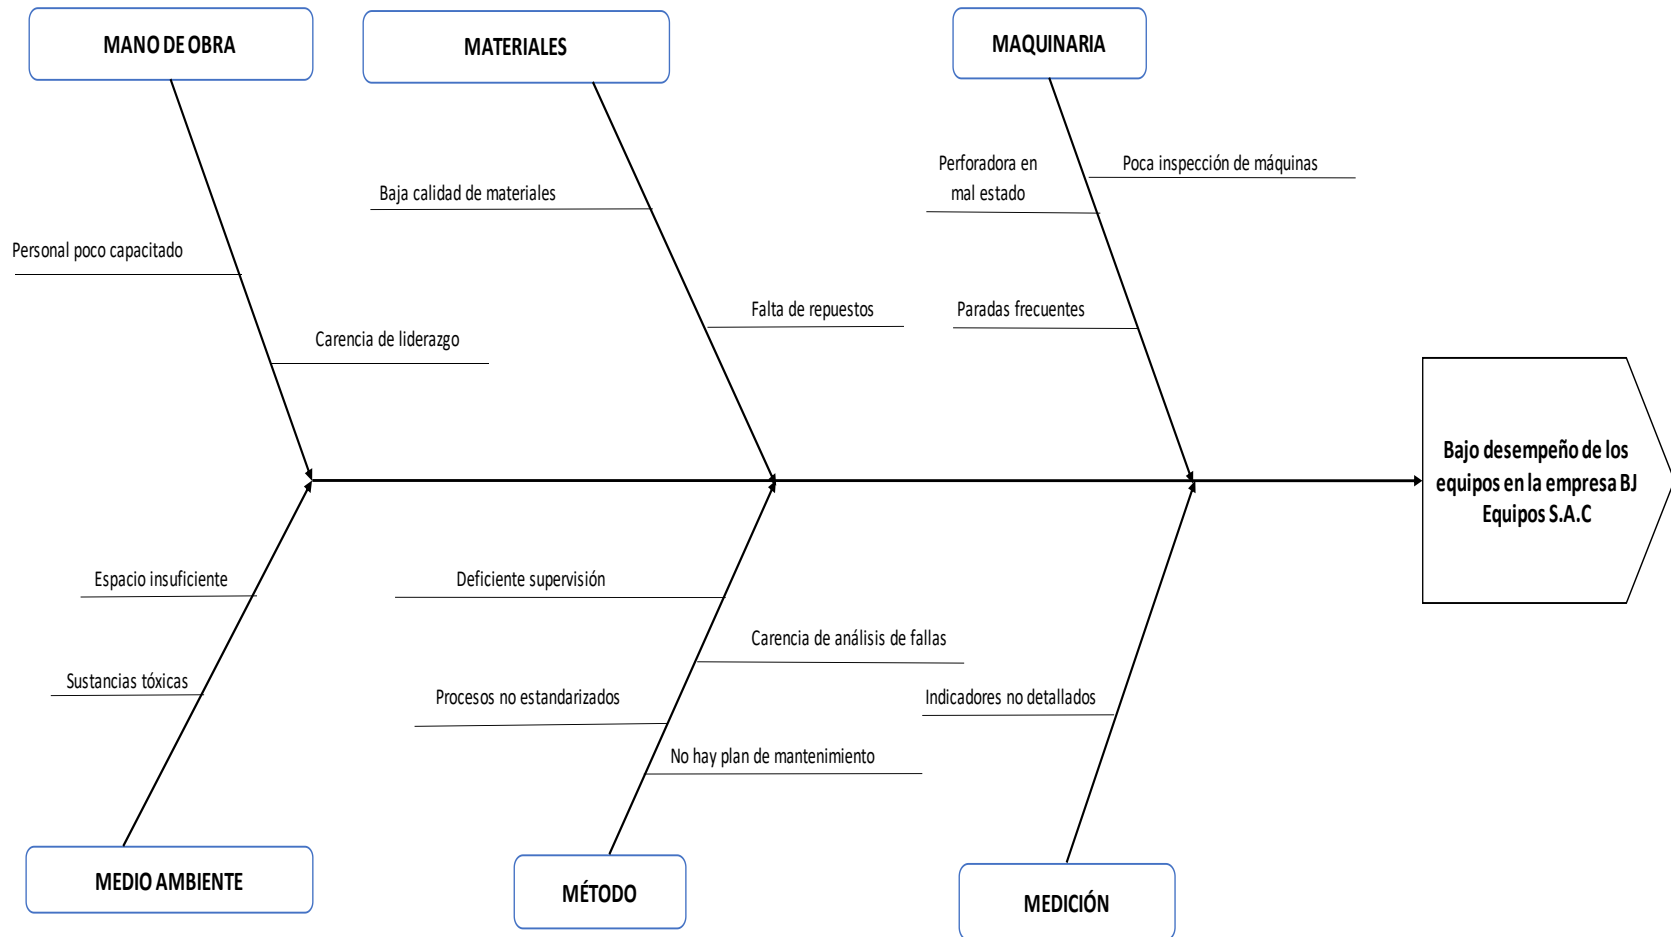 MANO DE OBRA
MATERIALES
MAQUINARIA
Perforadora en
mal estado
Poca inspección de máquinas
Baja calidad de materiales
Personal poco capacitado
Falta de repuestos
Paradas frecuentes
Carencia de liderazgo
Bajo desempeño de los
equipos en la empresa BJ
Equipos S.A.C
Espacio insuficiente
Deficiente supervisión
Carencia de análisis de fallas
Sustancias tóxicas
Procesos no estandarizados
Indicadores no detallados
No hay plan de mantenimiento
MEDIO AMBIENTE
MÉTODO
MEDICIÓN